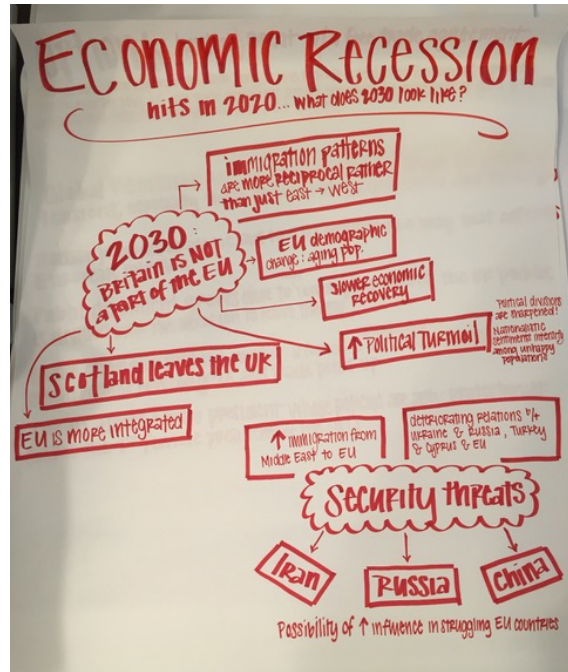 ECONOMIC RECESSION
hits in 2020... what does 2030 look like?
immigration patterns
are more reciprocal rather
than just east → west
2030:
BRITAIN IS NOT
a part of the EU
EU demographic
change: aging pop.
slower economic
recovery
↑ Political Turmoil
Political divisions
are sharpened!
Nationalistic
sentiments intensify
among unhappy
populations
Scotland leaves the UK
EU is more integrated
↑ immigration from
Middle East to EU
deteriorating relations b/t
Ukraine & Russia, Turkey
& Cyprus & EU
Security threats
Iran
RUSSIA
China
Possibility of ↑ influence in struggling EU countries